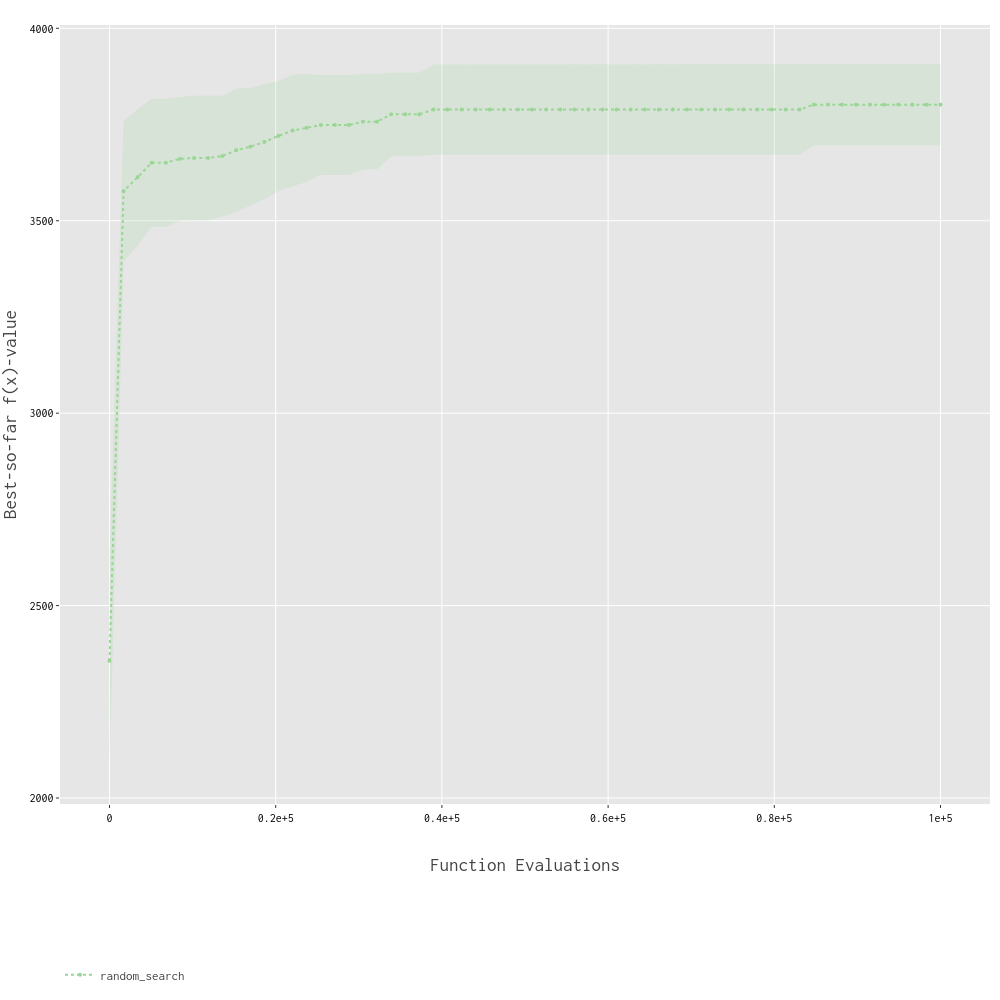 4000
3500
3000
2500
2000
Best-so-far f(x)-value
0 0.2e+5 0.4e+5 0.6e+5 0.8e+5 1e+5
Function Evaluations
random_search